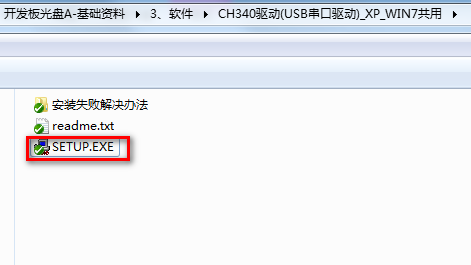 开发板光盘A-基础资料 ▸ 3、软件 ▸ CH340驱动(USB串口驱动)_XP_WIN7共用 ▸
安装失败解决办法
readme.txt
SETUP.EXE